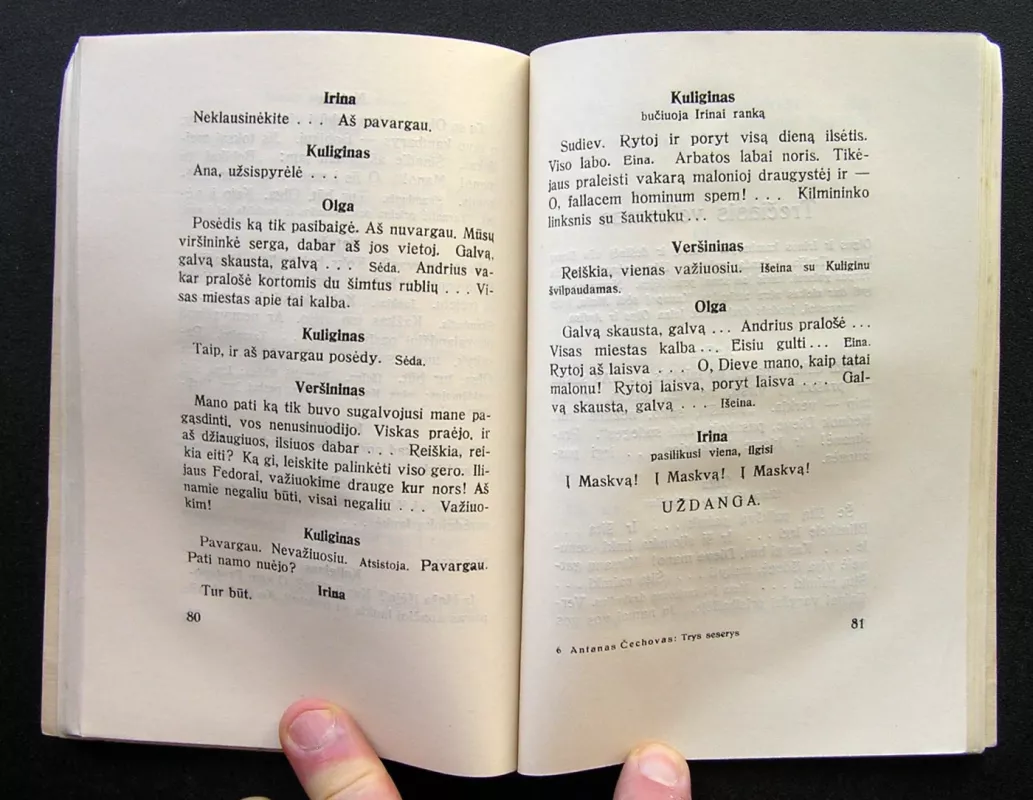 Irina
Neklausinėkite . . . Aš pavargau.
Kuliginas
Ana, užsispyrėlė . . .
Olga
Posėdis ką tik pasibaigė. Aš nuvargau. Mūsų
viršininkė serga, dabar aš jos vietoj. Galvą,
galvą skausta, galvą . . . Sėda. Andrius va-
kar pralošė kortomis du šimtus rublių . . . Vi-
sas miestas apie tai kalba.
Kuliginas
Taip, ir aš pavargau posėdy. Sėda.
Veršininas
Mano pati ką tik buvo sugalvojusi mane pa-
gąsdinti, vos nenusinuodijo. Viskas praėjo, ir
aš džiaugiuos, ilsiuos dabar . . . Reiškia, rei-
kia eiti? Ką gi, leiskite palinkėti viso gero. Ili-
jaus Fedorai, važiuokime drauge kur nors! Aš
namie negaliu būti, visai negaliu . . . Važiuo-
kim!
Kuliginas
Pavargau. Nevažiuosiu. Atsistoja. Pavargau.
Pati namo nuėjo?
Irina
Tur būt.
80
Kuliginas
bučiuoja Irinai ranką
Sudiev. Rytoj ir poryt visą dieną ilsėtis.
Viso labo. Eina. Arbatos labai noris. Tikė-
jaus praleisti vakarą malonioj draugystėj ir —
O, fallacem hominum spem! . . . Kilmininko
linksnis su šauktuku . . .
Veršininas
Reiškia, vienas važiuosiu. Išeina su Kuliginu
švilpaudamas.
Olga
Galvą skausta, galvą . . . Andrius pralošė . . .
Visas miestas kalba . . . Eisiu gulti . . . Eina.
Rytoj aš laisva . . . O, Dieve mano, kaip tatai
malonu! Rytoj laisva, poryt laisva . . . Gal-
vą skausta, galvą . . . Išeina.
Irina
pasilikusi viena, ilgisi
Į Maskvą! Į Maskvą! Į Maskvą!
UŽDANGA.
81
6 Antanas Čechovas: Trys seserys